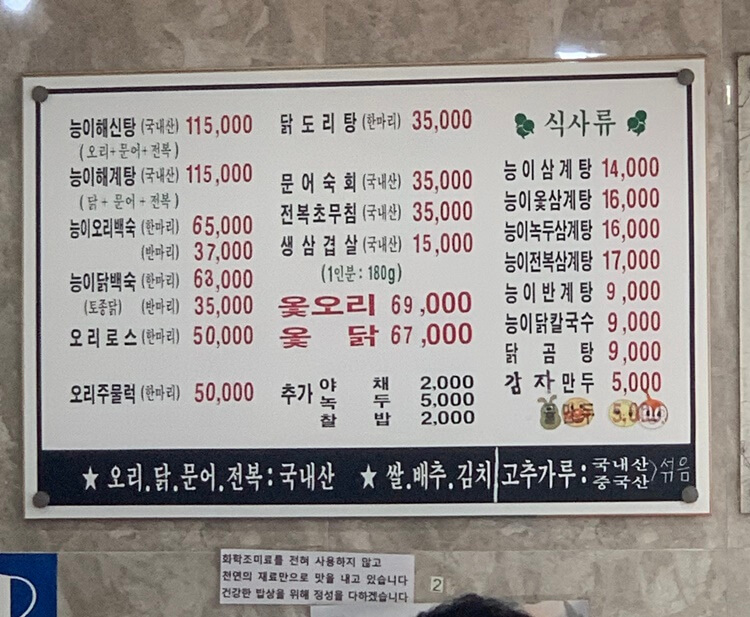 능이해신탕 (국내산) 115,000
(오리+문어+전복)
능이해계탕 (국내산) 115,000
(닭+문어+전복)
능이오리백숙 (한마리) 65,000
(반마리) 37,000
능이닭백숙 (한마리) 63,000
(토종닭) (반마리) 35,000
오리로스 (한마리) 50,000
오리주물럭 (한마리) 50,000
닭도리탕 (한마리) 35,000
문어숙회 (국내산) 35,000
전복초무침 (국내산) 35,000
생삼겹살 (국내산) 15,000
(1인분: 180g)
옻오리 69,000
옻 닭 67,000
추가 야 채 2,000
녹 두 5,000
찰 밥 2,000
식사류
능이삼계탕 14,000
능이옻삼계탕 16,000
능이녹두삼계탕 16,000
능이전복삼계탕 17,000
능이반계탕 9,000
능이닭칼국수 9,000
닭곰탕 9,000
감자만두 5,000
★ 오리.닭.문어.전복: 국내산 ★ 쌀.배추.김치 고추가루: 국내산 중국산 > 섞음
화학조미료를 전혀 사용하지 않고
천연의 재료만으로 맛을 내고 있습니다
건강한 밥상을 위해 정성을 다하겠습니다
2